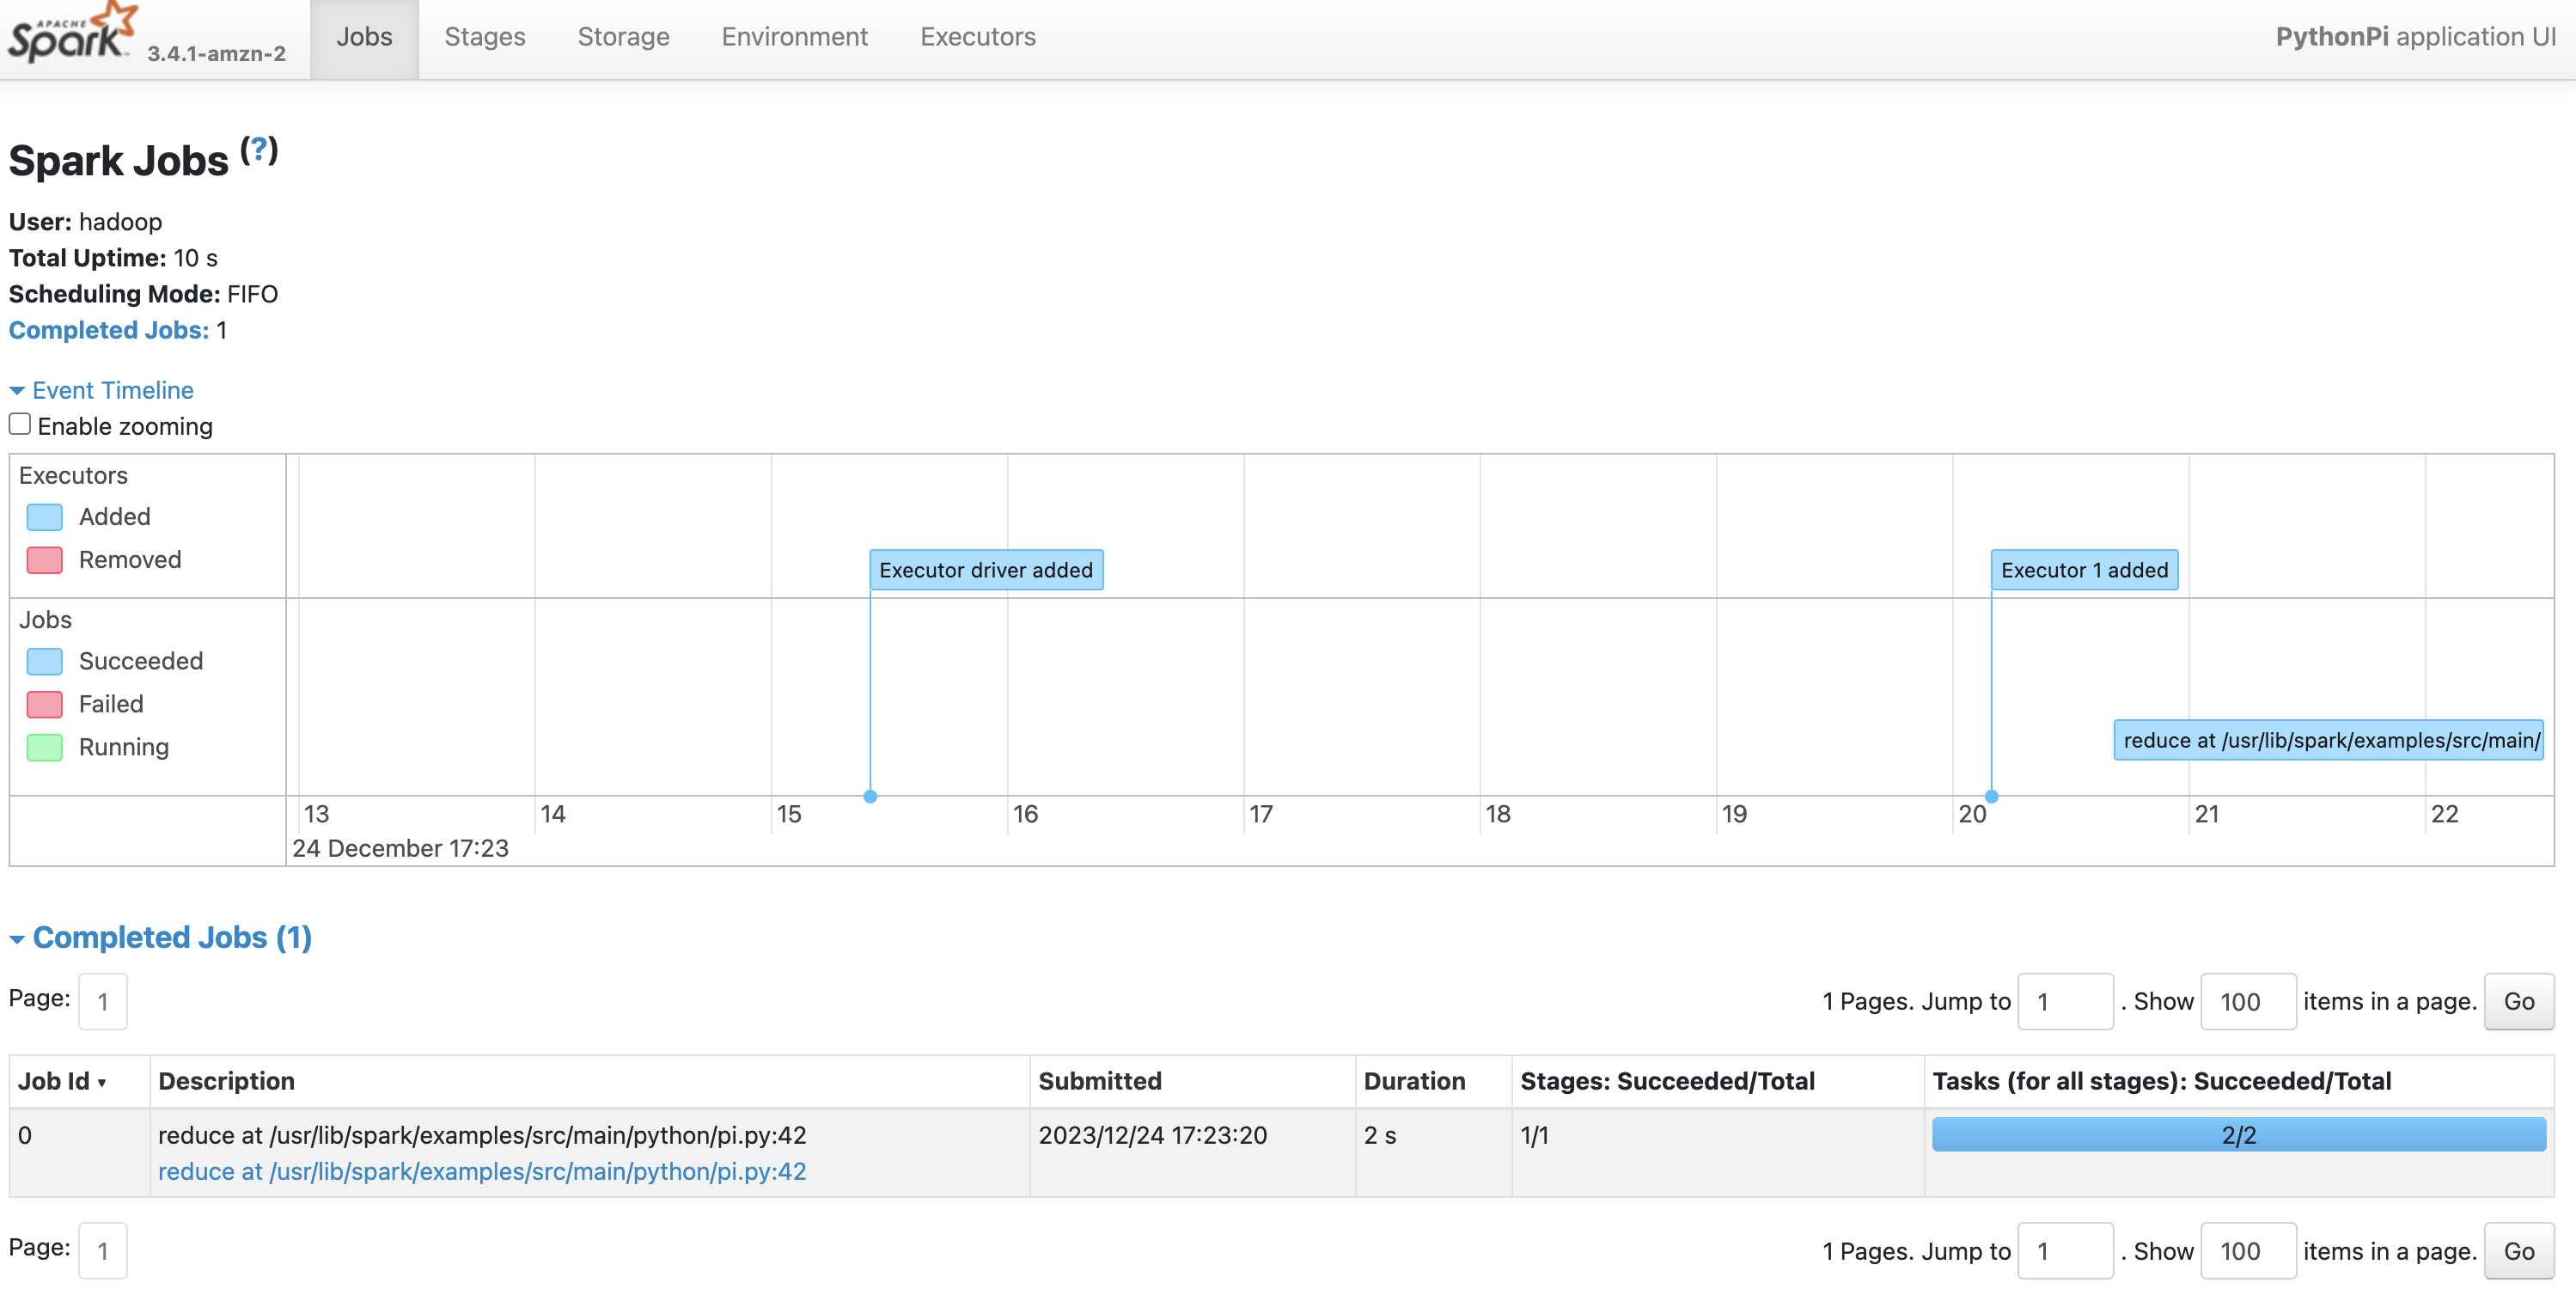 APACHE
Spark 3.4.1-amzn-2 Jobs Stages Storage Environment Executors PythonPi application UI
Spark Jobs (?)
User: hadoop
Total Uptime: 10 s
Scheduling Mode: FIFO
Completed Jobs: 1
Event Timeline
Enable zooming
Executors
Added
Removed
Executor driver added
Executor 1 added
Jobs
Succeeded
Failed
Running
reduce at /usr/lib/spark/examples/src/main/
13 14 15 16 17 18 19 20 21 22
24 December 17:23
Completed Jobs (1)
Page: 1 1 Pages. Jump to 1 . Show 100 items in a page. Go
Job Id ▾ Description Submitted Duration Stages: Succeeded/Total Tasks (for all stages): Succeeded/Total
0 reduce at /usr/lib/spark/examples/src/main/python/pi.py:42 2023/12/24 17:23:20 2 s 1/1 2/2
reduce at /usr/lib/spark/examples/src/main/python/pi.py:42
Page: 1 1 Pages. Jump to 1 . Show 100 items in a page. Go